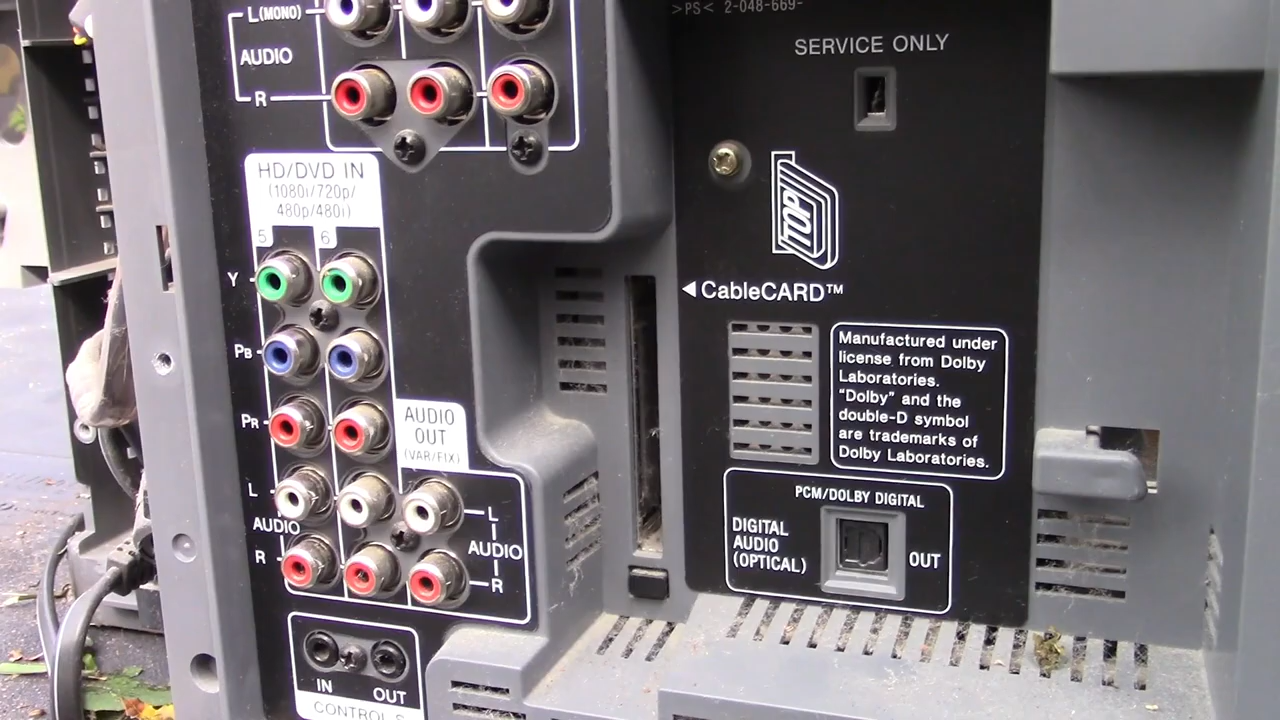 L(MONO)
AUDIO
R
>PS< 2-048-669-
SERVICE ONLY
HD/DVD IN
(1080i/720p/
480p/480i)
5 6
Y
PB
PR
L
AUDIO
R
AUDIO
OUT
(VAR/FIX)
L
AUDIO
R
IN OUT
CONTROL S
TOP
◀ CableCARD™
Manufactured under
license from Dolby
Laboratories.
"Dolby" and the
double-D symbol
are trademarks of
Dolby Laboratories.
PCM/DOLBY DIGITAL
DIGITAL
AUDIO
(OPTICAL)
OUT